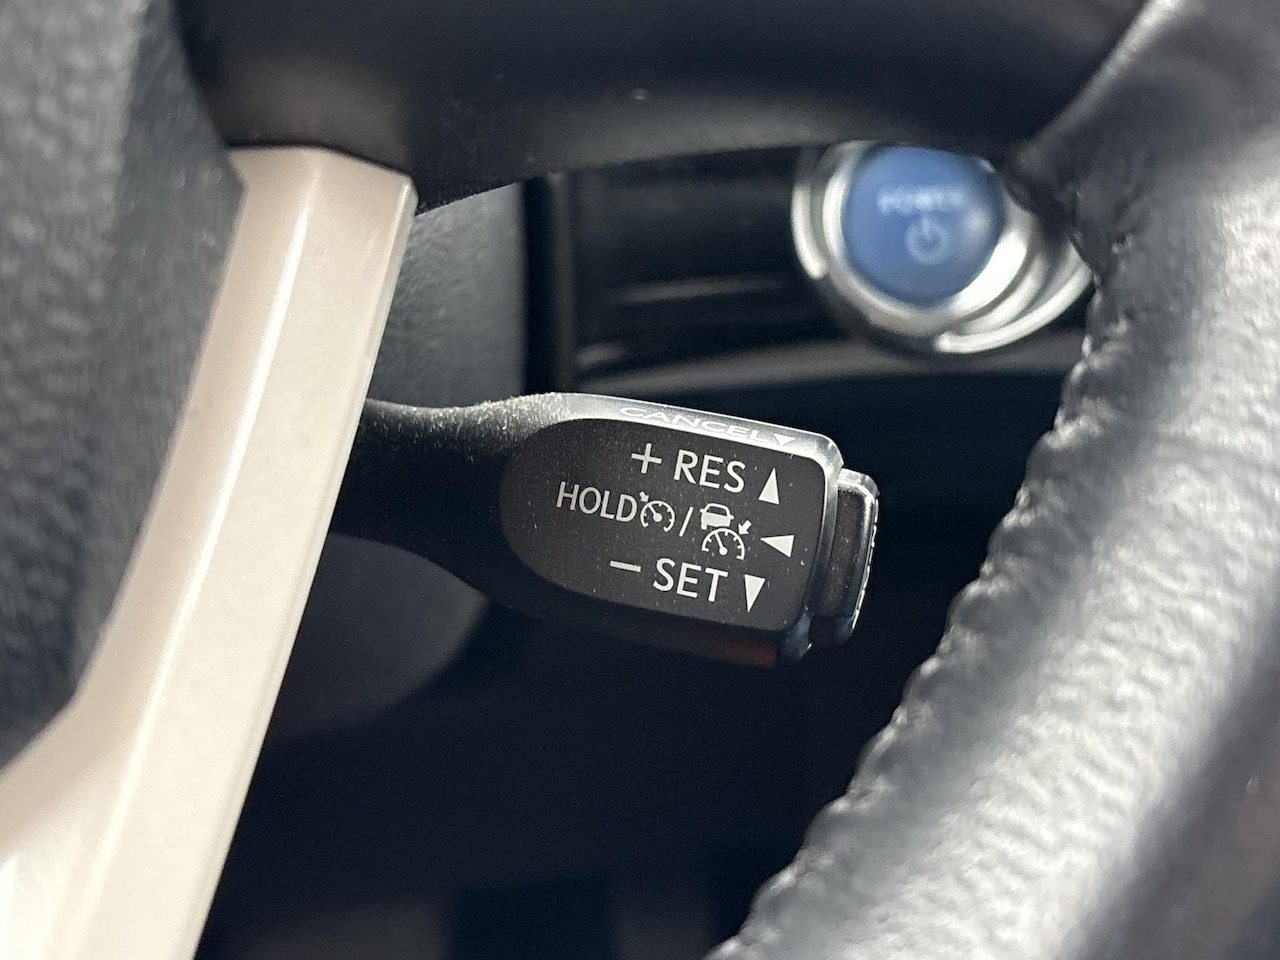 POWER
CANCEL
+ RES
HOLD /
− SET